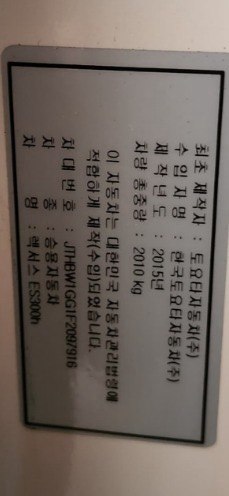 최초 제작자 : 토요타자동차(주)
수 입 자 명 : 한국토요타자동차(주)
제 작 년 도 : 2015년
차량 총중량 : 2010 kg
이 자동차는 대한민국 자동차관리법령에
적합하게 제작(수입)되었습니다.
차 대 번 호 : JTHBW1GG1F2097916
차 종 : 승용자동차
차 명 : 렉서스 ES300h